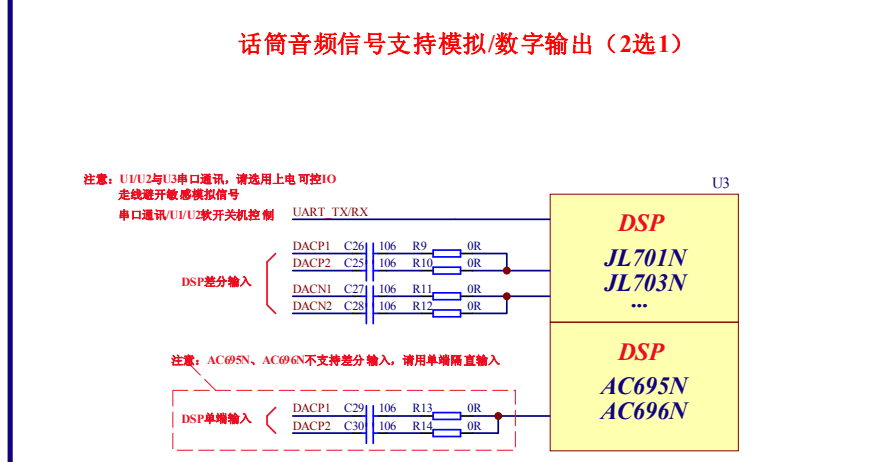 话筒音频信号支持模拟/数字输出（2选1）
注意：U1/U2与U3串口通讯，请选用上电可控IO
走线避开敏感模拟信号
串口通讯/U1/U2软开关机控制
UART_TX/RX
U3
DSP
JL701N
JL703N
...
DSP差分输入
DACP1 C26 106 R9 0R
DACP2 C25 106 R10 0R
DACN1 C27 106 R11 0R
DACN2 C28 106 R12 0R
注意：AC695N、AC696N不支持差分输入，请用单端隔直输入
DSP
AC695N
AC696N
DSP单端输入
DACP1 C29 106 R13 0R
DACP2 C30 106 R14 0R